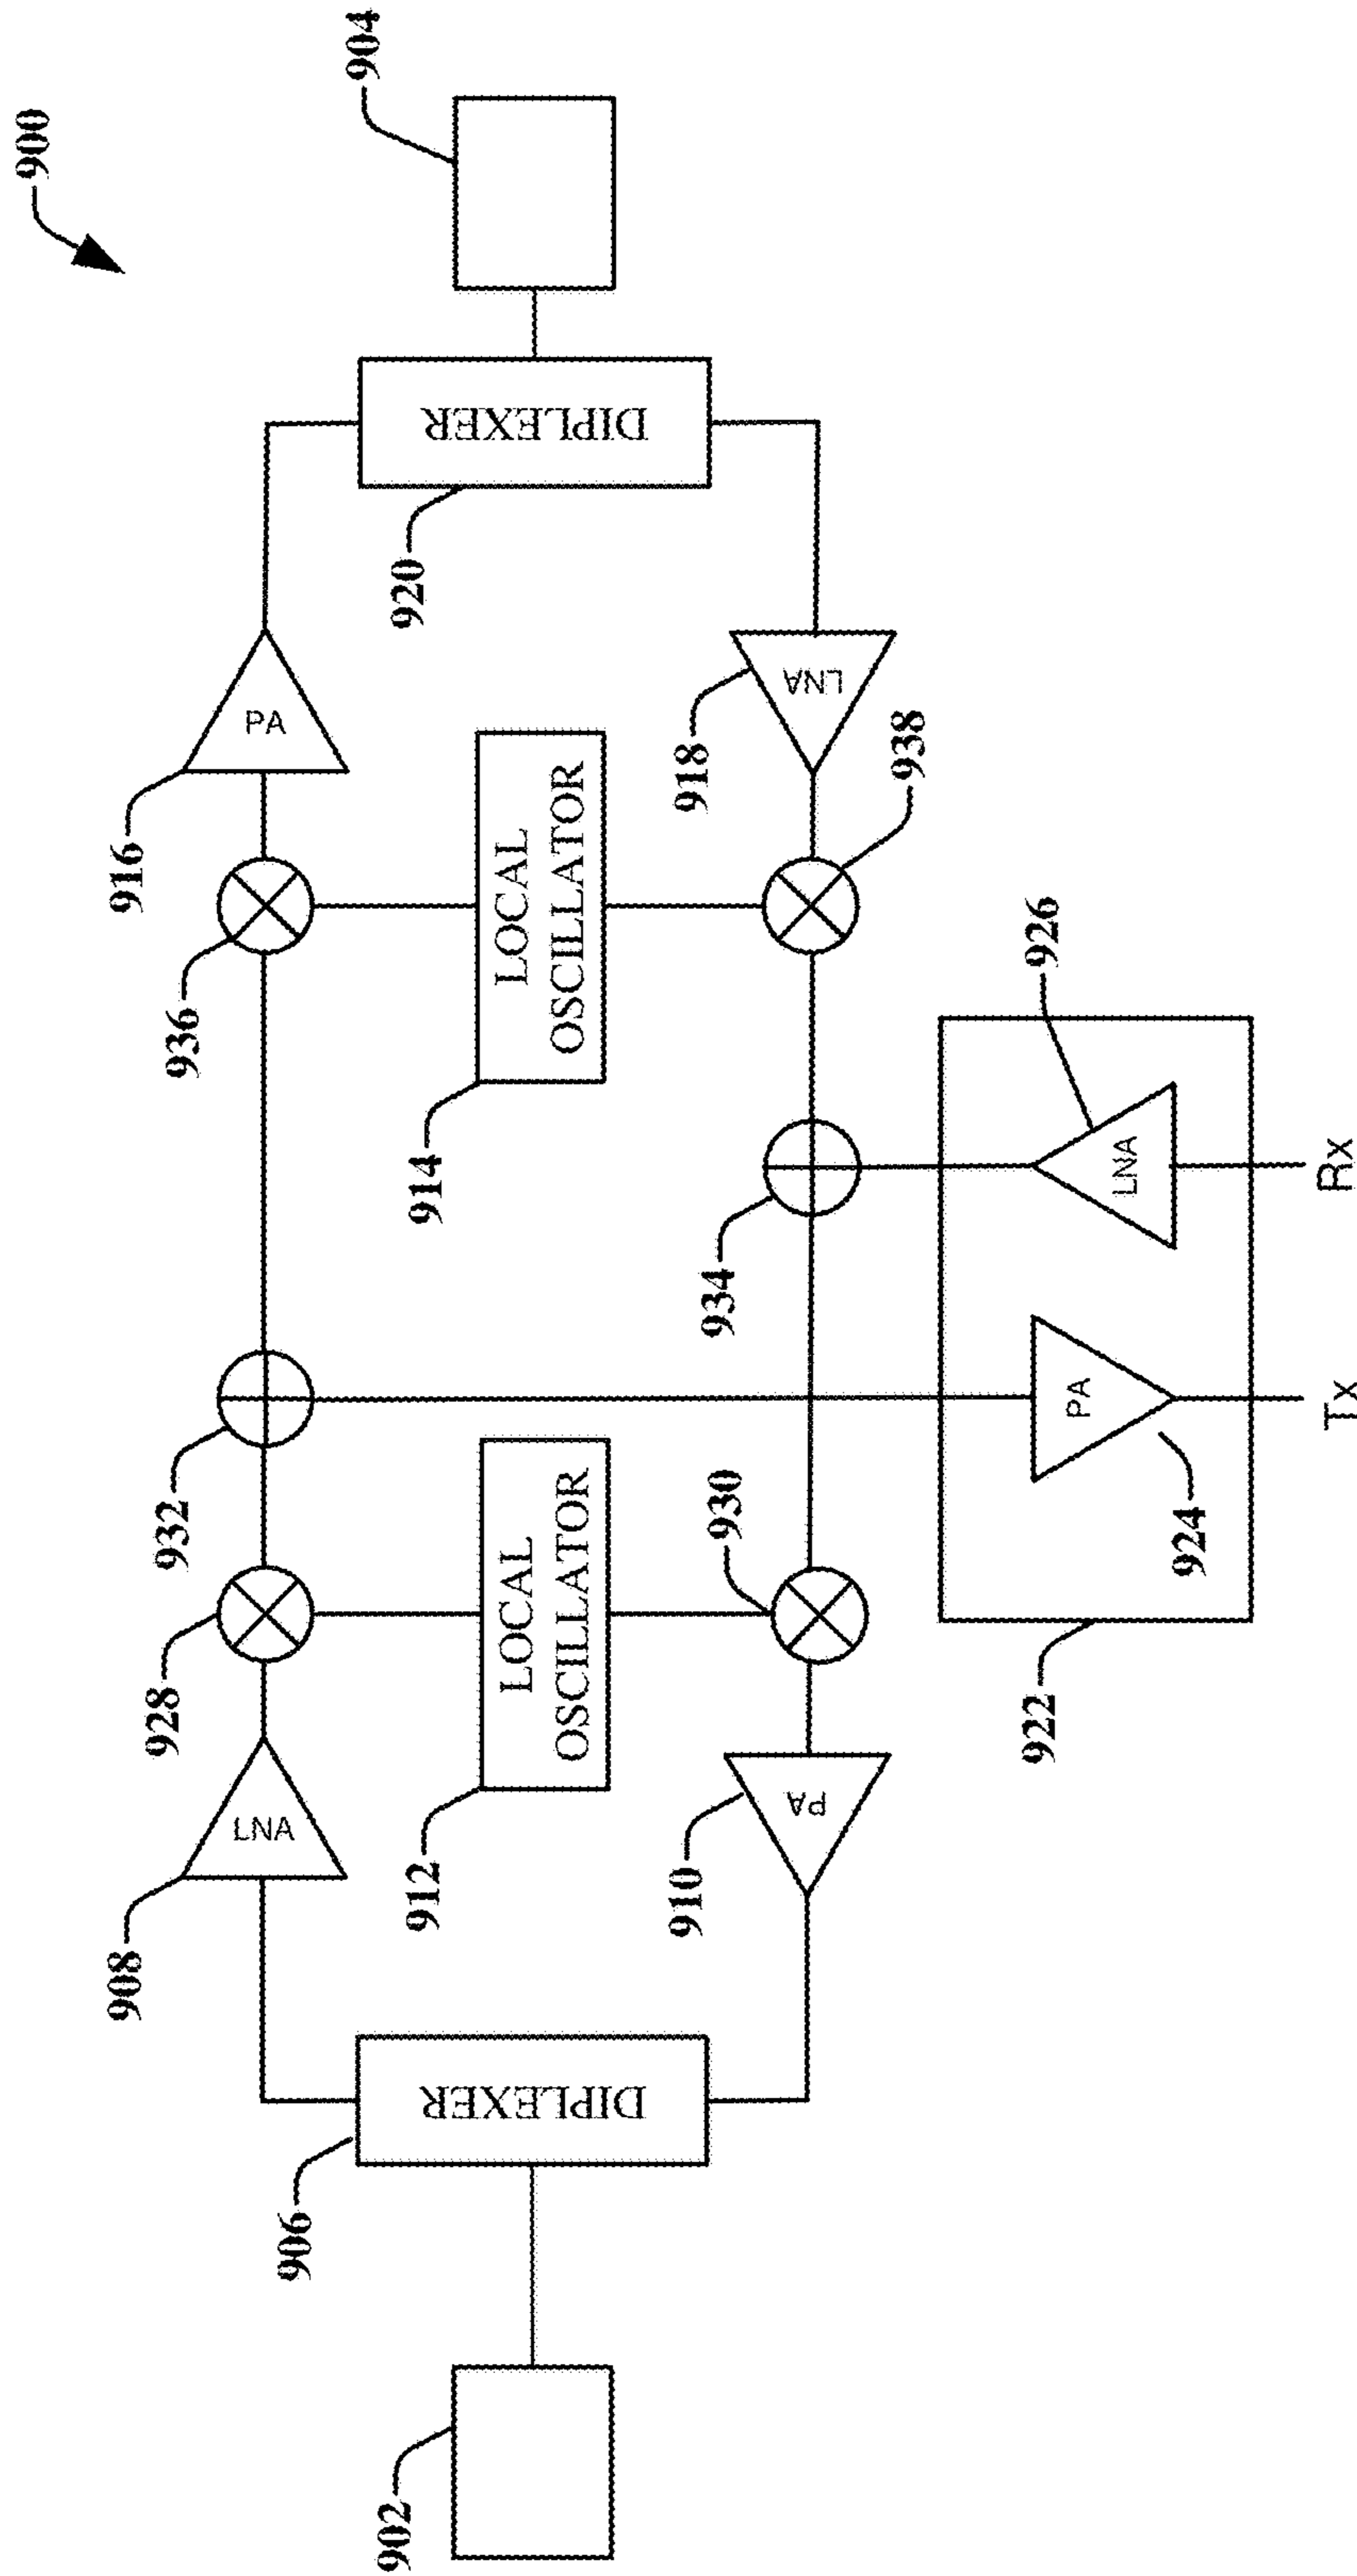 900
904
916
PA
920
DIPLEXER
936
914
LOCAL
OSCILLATOR
918
LNA
938
926
LNA
Rx
934
932
928
912
LOCAL
OSCILLATOR
930
PA
924
Tx
922
908
LNA
910
PA
906
DIPLEXER
902